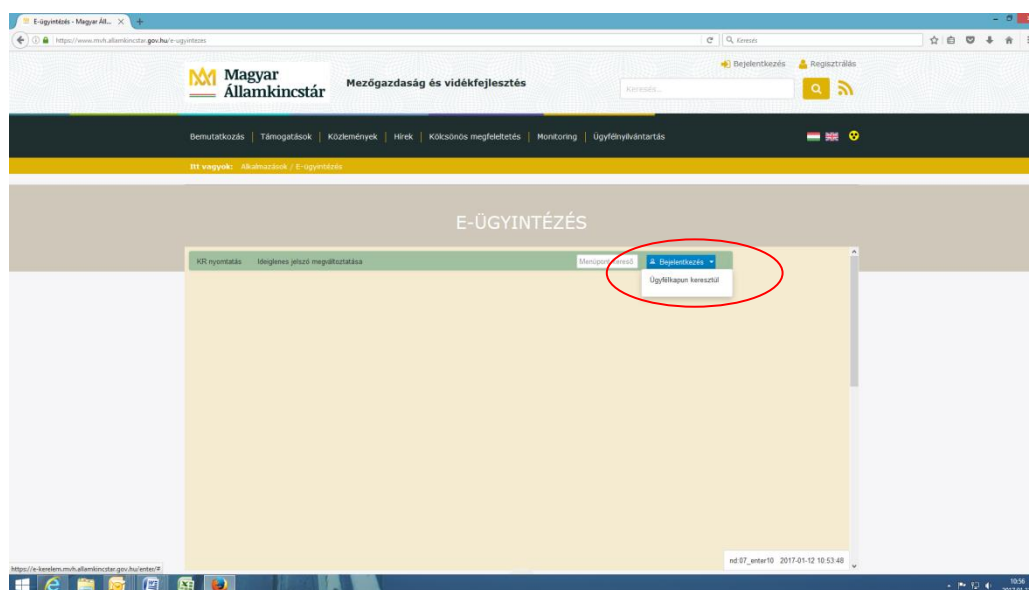 E-ügyintézés - Magyar Áll...
https://www.mvh.allamkincstar.gov.hu/e-ugyintezes
Keresés
Magyar
Államkincstár
Mezőgazdaság és vidékfejlesztés
Bejelentkezés
Regisztrálás
Keresés...
Bemutatkozás | Támogatások | Közlemények | Hírek | Kölcsönös megfeleltetés | Monitoring | Ügyfélnyilvántartás
Itt vagyok: Alkalmazások / E-ügyintézés
E-ÜGYINTÉZÉS
KR nyomtatás
Ideiglenes jelszó megváltoztatása
Menüpont kereső
Bejelentkezés
Ügyfélkapun keresztül
nd:07_enter10 2017-01-12 10:53:48
https://e-kerelem.mvh.allamkincstar.gov.hu/enter/#
10:56